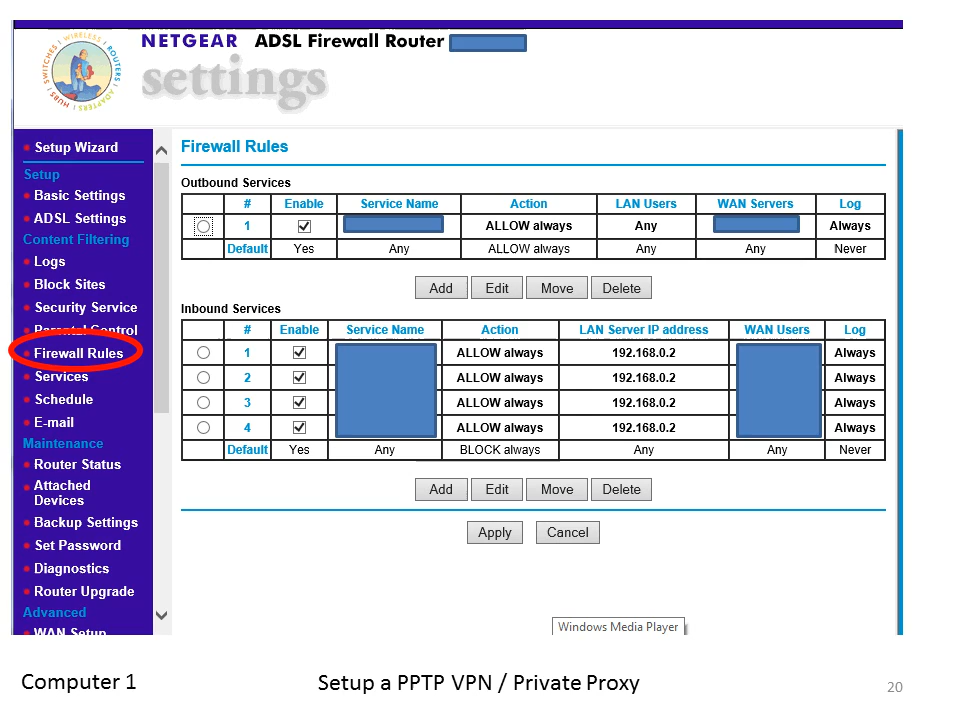 NETGEAR ADSL Firewall Router
settings
SWITCHES | WIRELESS | ROUTERS | ADAPTERS | HUBS |
Setup Wizard
Setup
Basic Settings
ADSL Settings
Content Filtering
Logs
Block Sites
Security Service
Parental Control
Firewall Rules
Services
Schedule
E-mail
Maintenance
Router Status
Attached
Devices
Backup Settings
Set Password
Diagnostics
Router Upgrade
Advanced
WAN Setup
Firewall Rules
Outbound Services
# Enable Service Name Action LAN Users WAN Servers Log
1 ALLOW always Any Always
Default Yes Any ALLOW always Any Any Never
Add Edit Move Delete
Inbound Services
# Enable Service Name Action LAN Server IP address WAN Users Log
1 ALLOW always 192.168.0.2 Always
2 ALLOW always 192.168.0.2 Always
3 ALLOW always 192.168.0.2 Always
4 ALLOW always 192.168.0.2 Always
Default Yes Any BLOCK always Any Any Never
Add Edit Move Delete
Apply Cancel
Windows Media Player
Computer 1
Setup a PPTP VPN / Private Proxy
20